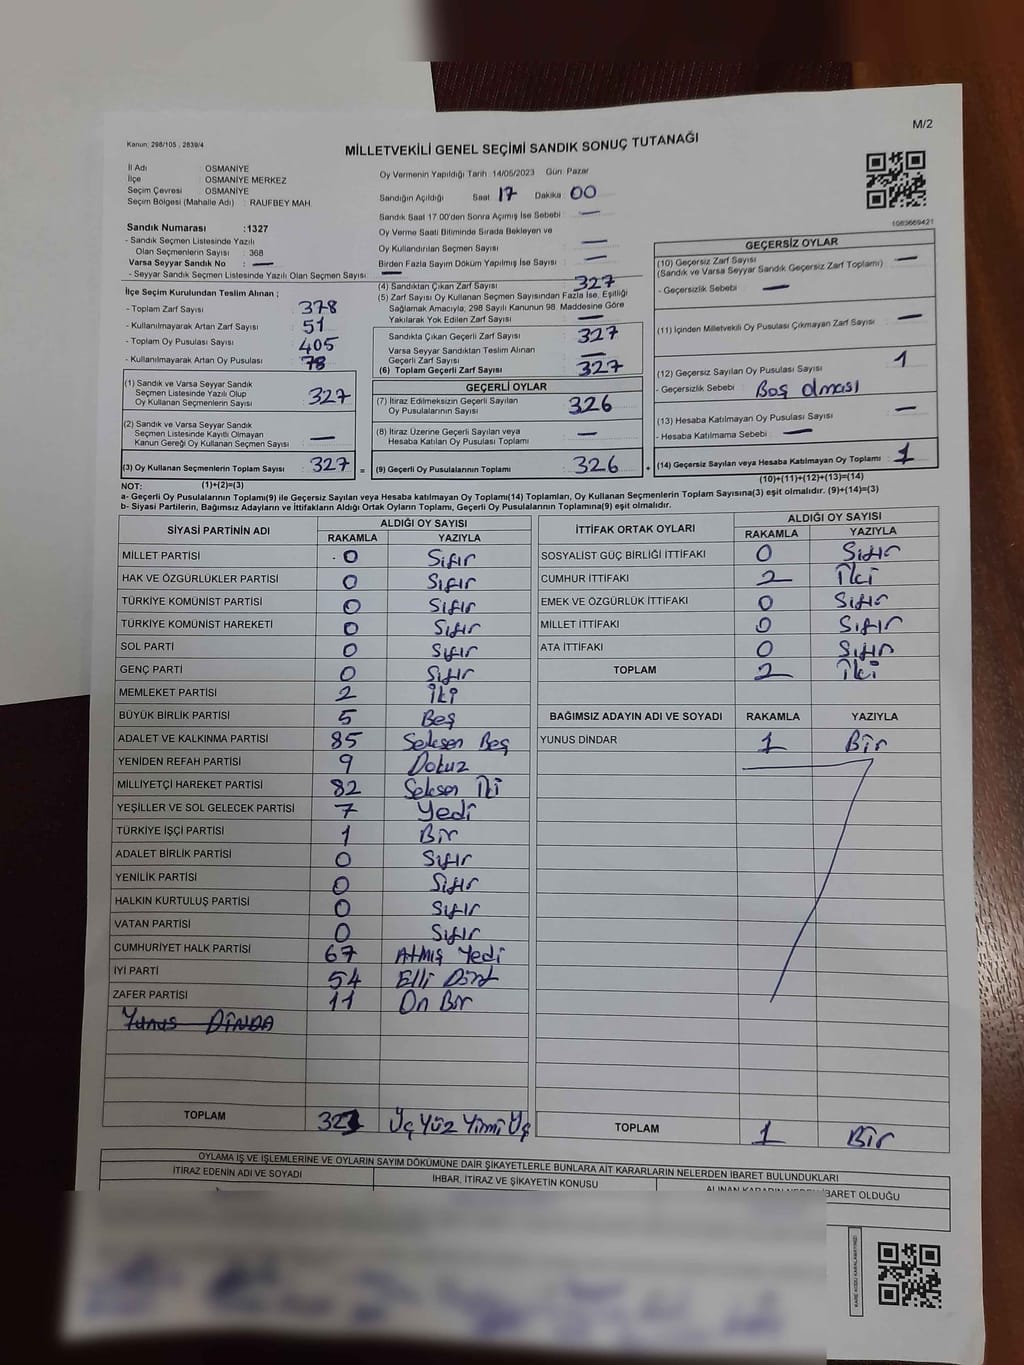 M/2
Kanun, 298/105 , 2839/4
MİLLETVEKİLİ GENEL SEÇİMİ SANDIK SONUÇ TUTANAĞI
İl Adı : OSMANİYE
İlçe : OSMANİYE MERKEZ
Seçim Çevresi : OSMANİYE
Seçim Bölgesi (Mahalle Adı) : RAUFBEY MAH
Sandık Numarası :1327
- Sandık Seçmen Listesinde Yazılı
Olan Seçmenlerin Sayısı : 368
Varsa Seyyar Sandık No : —
- Seyyar Sandık Seçmen Listesinde Yazılı Olan Seçmen Sayısı : —
İlçe Seçim Kurulundan Teslim Alınan ;
- Toplam Zarf Sayısı : 378
- Kullanılmayarak Artan Zarf Sayısı : 51
- Toplam Oy Pusulası Sayısı : 405
- Kullanılmayarak Artan Oy Pusulası : 78
(1) Sandık ve Varsa Seyyar Sandık
Seçmen Listesinde Yazılı Olup
Oy Kullanan Seçmenlerin Sayısı : 327
(2) Sandık ve Varsa Seyyar Sandık
Seçmen Listesinde Kayıtlı Olmayan
Kanun Gereği Oy Kullanan Seçmen Sayısı : —
(3) Oy Kullanan Seçmenlerin Toplam Sayısı : 327 =
Oy Vermenin Yapıldığı Tarih : 14/05/2023 Gün : Pazar
Sandığın Açıldığı Saat : 17 Dakika : 00
Sandık Saat 17.00'den Sonra Açımış İse Sebebi : —
Oy Verme Saati Bitiminde Sırada Bekleyen ve
Oy Kullandırılan Seçmen Sayısı : —
Birden Fazla Sayım Döküm Yapılmış İse Sayısı : —
(4) Sandıktan Çıkan Zarf Sayısı : 327
(5) Zarf Sayısı Oy Kullanan Seçmen Sayısından Fazla İse, Eşitliği
Sağlamak Amacıyla; 298 Sayılı Kanunun 98. Maddesine Göre
Yakılarak Yok Edilen Zarf Sayısı : —
Sandıkta Çıkan Geçerli Zarf Sayısı : 327
Varsa Seyyar Sandıktan Teslim Alınan
Geçerli Zarf Sayısı : —
(6) Toplam Geçerli Zarf Sayısı : 327
GEÇERLİ OYLAR
(7) İtiraz Edilmeksizin Geçerli Sayılan
Oy Pusulalarının Sayısı : 326
(8) İtiraz Üzerine Geçerli Sayılan veya
Hesaba Katılan Oy Pusulası Toplamı : —
(9) Geçerli Oy Pusulalarının Toplamı : 326 +
1083669421
GEÇERSİZ OYLAR
(10) Geçersiz Zarf Sayısı : —
(Sandık ve Varsa Seyyar Sandık Geçersiz Zarf Toplamı)
- Geçersizlik Sebebi : —
(11) İçinden Milletvekili Oy Pusulası Çıkmayan Zarf Sayısı : —
(12) Geçersiz Sayılan Oy Pusulası Sayısı : 1
- Geçersizlik Sebebi : Boş olması
(13) Hesaba Katılmayan Oy Pusulası Sayısı : —
- Hesaba Katılmama Sebebi : —
(14) Geçersiz Sayılan veya Hesaba Katılmayan Oy Toplamı : 1
NOT: (1)+(2)=(3) (10)+(11)+(12)+(13)=(14)
a- Geçerli Oy Pusulalarının Toplamı(9) ile Geçersiz Sayılan veya Hesaba katılmayan Oy Toplamı(14) Toplamları, Oy Kullanan Seçmenlerin Toplam Sayısına(3) eşit olmalıdır. (9)+(14)=(3)
b- Siyasi Partilerin, Bağımsız Adayların ve İttifakların Aldığı Ortak Oyların Toplamı, Geçerli Oy Pusulalarının Toplamına(9) eşit olmalıdır.
SİYASİ PARTİNİN ADI ALDIĞI OY SAYISI
RAKAMLA YAZIYLA
MİLLET PARTİSİ 0 Sıfır
HAK VE ÖZGÜRLÜKLER PARTİSİ 0 Sıfır
TÜRKİYE KOMÜNİST PARTİSİ 0 Sıfır
TÜRKİYE KOMÜNİST HAREKETİ 0 Sıfır
SOL PARTİ 0 Sıfır
GENÇ PARTİ 0 Sıfır
MEMLEKET PARTİSİ 2 İki
BÜYÜK BİRLİK PARTİSİ 5 Beş
ADALET VE KALKINMA PARTİSİ 85 Seksen Beş
YENİDEN REFAH PARTİSİ 9 Dokuz
MİLLİYETÇİ HAREKET PARTİSİ 82 Seksen İki
YEŞİLLER VE SOL GELECEK PARTİSİ 7 Yedi
TÜRKİYE İŞÇİ PARTİSİ 1 Bir
ADALET BİRLİK PARTİSİ 0 Sıfır
YENİLİK PARTİSİ 0 Sıfır
HALKIN KURTULUŞ PARTİSİ 0 Sıfır
VATAN PARTİSİ 0 Sıfır
CUMHURİYET HALK PARTİSİ 67 Atmış Yedi
İYİ PARTİ 54 Elli Dört
ZAFER PARTİSİ 11 On Bir
Yunus DİNDA
TOPLAM 323 Üç Yüz Yimi Üç
İTTİFAK ORTAK OYLARI ALDIĞI OY SAYISI
RAKAMLA YAZIYLA
SOSYALİST GÜÇ BİRLİĞİ İTTİFAKI 0 Sıfır
CUMHUR İTTİFAKI 2 İki
EMEK VE ÖZGÜRLÜK İTTİFAKI 0 Sıfır
MİLLET İTTİFAKI 0 Sıfır
ATA İTTİFAKI 0 Sıfır
TOPLAM 2 İki
BAĞIMSIZ ADAYIN ADI VE SOYADI RAKAMLA YAZIYLA
YUNUS DİNDAR 1 Bir
TOPLAM 1 Bir
OYLAMA İŞ VE İŞLEMLERİNE VE OYLARIN SAYIM DÖKÜMÜNE DAİR ŞİKAYETLERLE BUNLARA AİT KARARLARIN NELERDEN İBARET BULUNDUKLARI
İTİRAZ EDENİN ADI VE SOYADI İHBAR, İTİRAZ VE ŞİKAYETİN KONUSU ALINAN KARARIN NEDEN İBARET OLDUĞU
KARE KODU KARALAMAYINIZ!